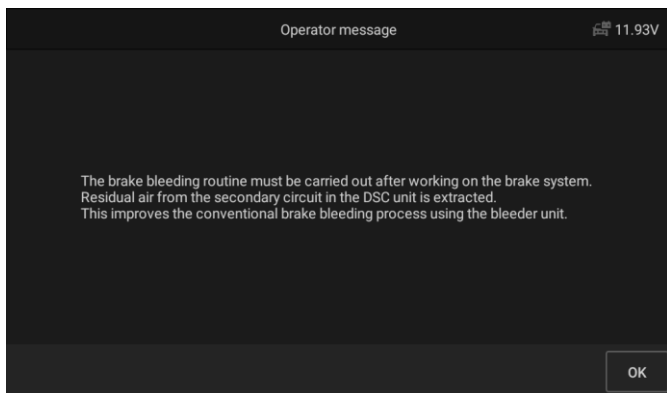 Operator message
11.93V
The brake bleeding routine must be carried out after working on the brake system.
Residual air from the secondary circuit in the DSC unit is extracted.
This improves the conventional brake bleeding process using the bleeder unit.
OK